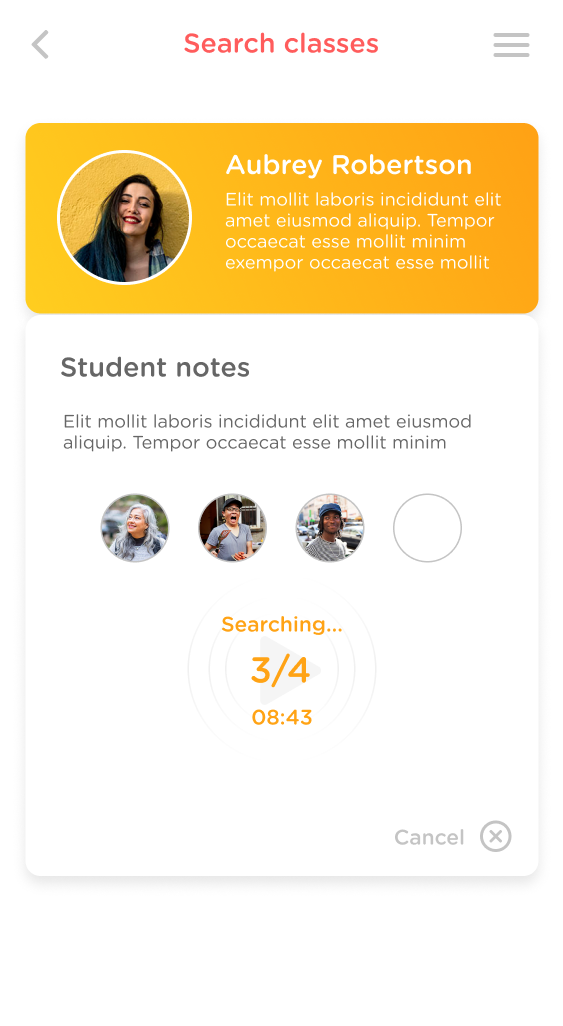 Search classes
Aubrey Robertson
Elit mollit laboris incididunt elit
amet eiusmod aliquip. Tempor
occaecat esse mollit minim
exempor occaecat esse mollit
Student notes
Elit mollit laboris incididunt elit amet eiusmod
aliquip. Tempor occaecat esse mollit minim
Searching...
3/4
08:43
Cancel